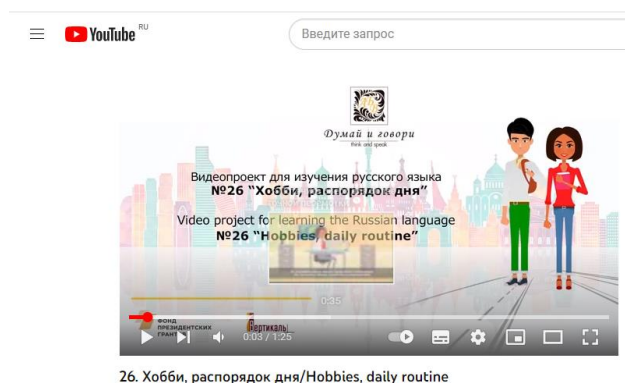 YouTube RU
Введите запрос
Думай и говори
think and speak
Видеопроект для изучения русского языка
№26 "Хобби, распорядок дня"
Video project for learning the Russian language
№26 "Hobbies, daily routine"
0:35
ФОНД
ПРЕЗИДЕНТСКИХ
ГРАНТОВ
Вертикаль
0:03 / 1:25
26. Хобби, распорядок дня/Hobbies, daily routine